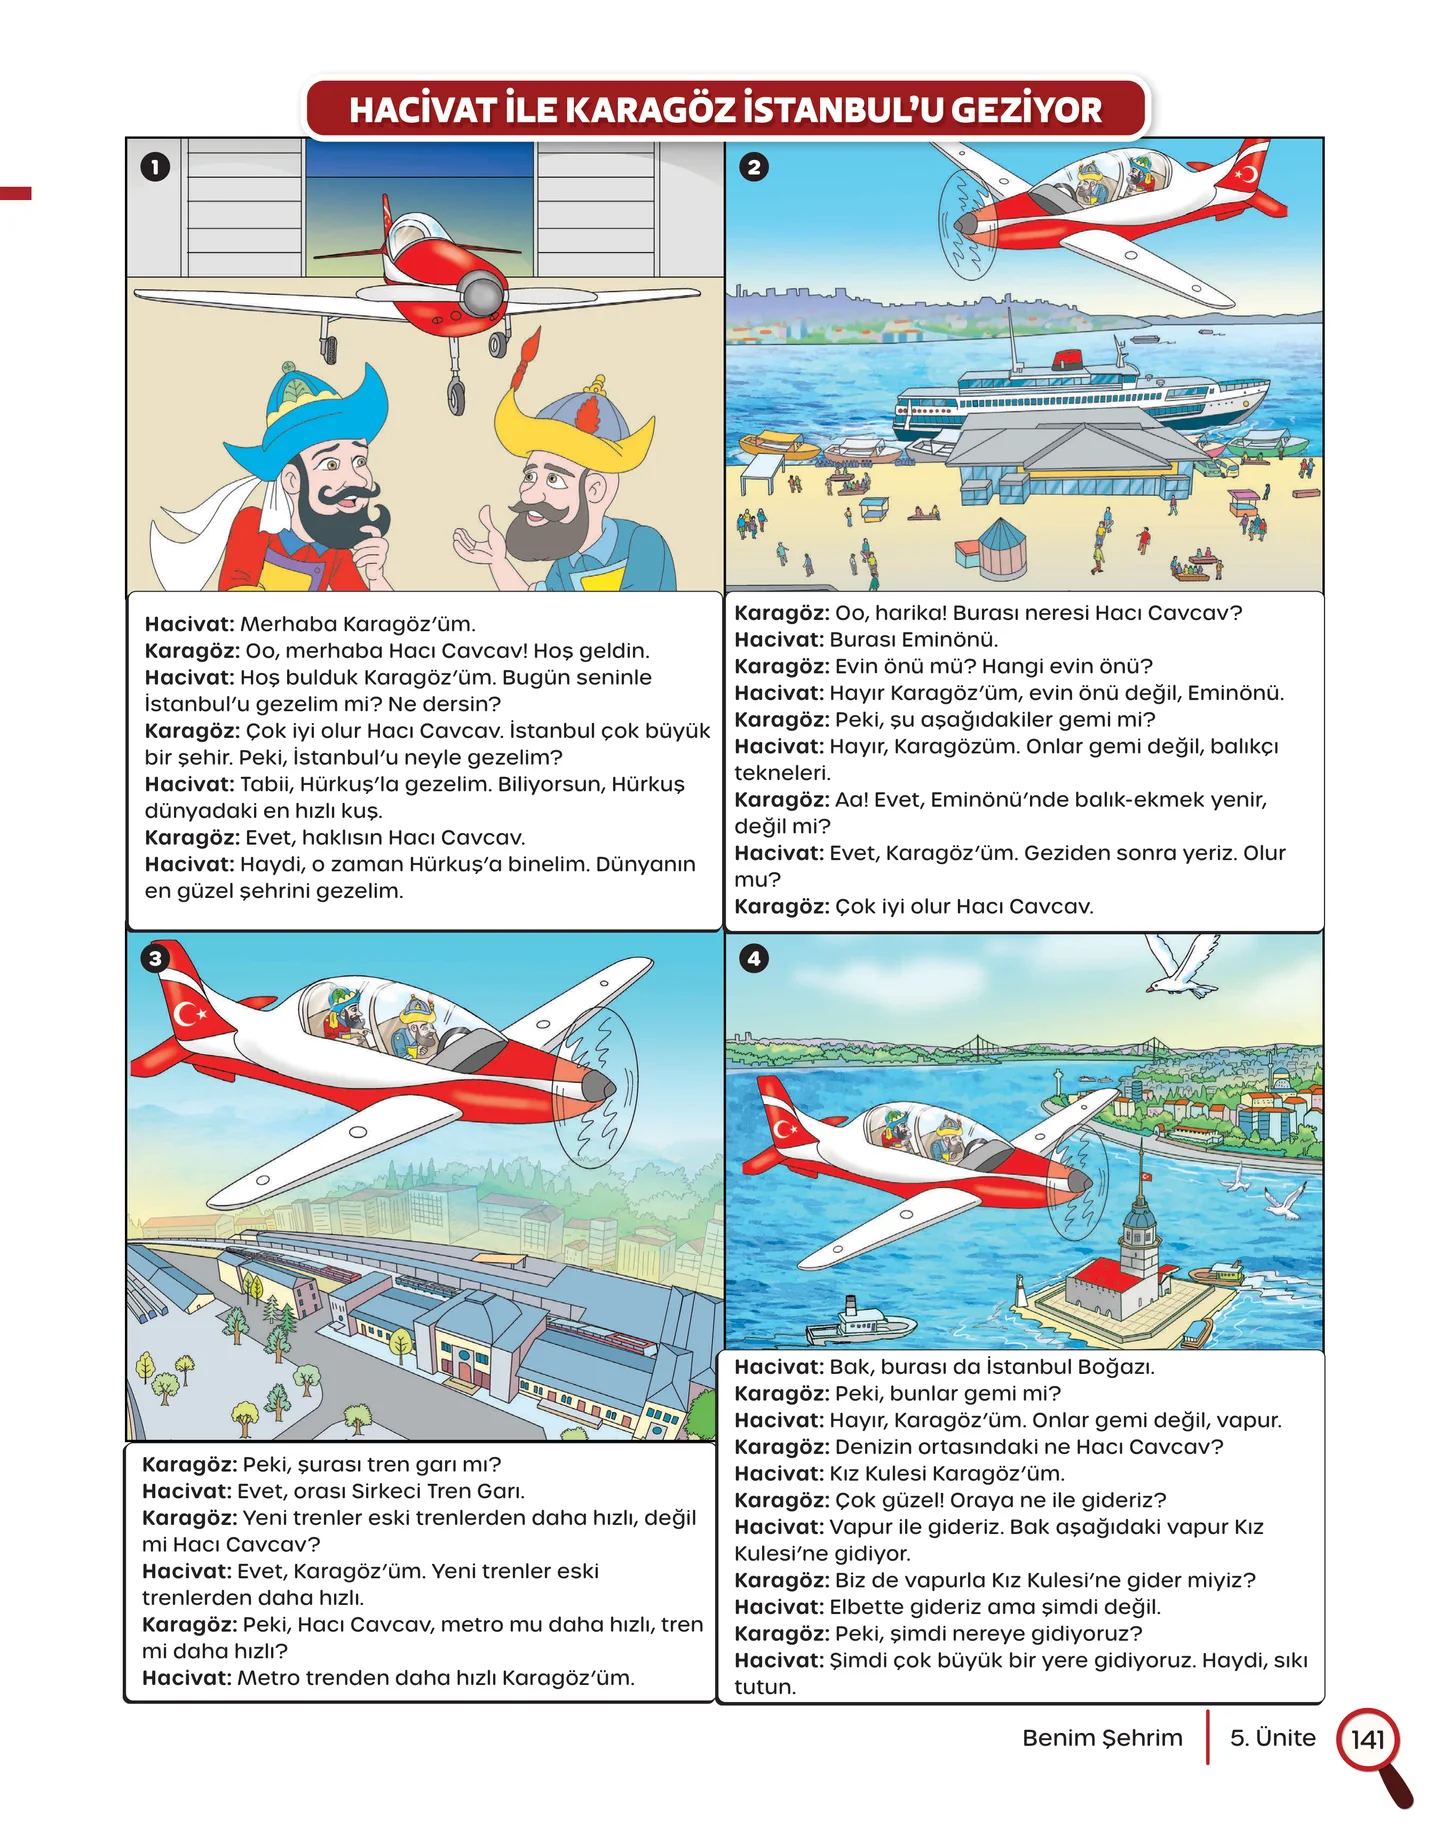 HACİVAT İLE KARAGÖZ İSTANBUL'U GEZİYOR
1
Hacivat: Merhaba Karagöz'üm.
Karagöz: Oo, merhaba Hacı Cavcav! Hoş geldin.
Hacivat: Hoş bulduk Karagöz'üm. Bugün seninle
İstanbul'u gezelim mi? Ne dersin?
Karagöz: Çok iyi olur Hacı Cavcav. İstanbul çok büyük
bir şehir. Peki, İstanbul'u neyle gezelim?
Hacivat: Tabii, Hürkuş'la gezelim. Biliyorsun, Hürkuş
dünyadaki en hızlı kuş.
Karagöz: Evet, haklısın Hacı Cavcav.
Hacivat: Haydi, o zaman Hürkuş'a binelim. Dünyanın
en güzel şehrini gezelim.
2
Karagöz: Oo, harika! Burası neresi Hacı Cavcav?
Hacivat: Burası Eminönü.
Karagöz: Evin önü mü? Hangi evin önü?
Hacivat: Hayır Karagöz'üm, evin önü değil, Eminönü.
Karagöz: Peki, şu aşağıdakiler gemi mi?
Hacivat: Hayır, Karagözüm. Onlar gemi değil, balıkçı
tekneleri.
Karagöz: Aa! Evet, Eminönü'nde balık-ekmek yenir,
değil mi?
Hacivat: Evet, Karagöz'üm. Geziden sonra yeriz. Olur
mu?
Karagöz: Çok iyi olur Hacı Cavcav.
3
Karagöz: Peki, şurası tren garı mı?
Hacivat: Evet, orası Sirkeci Tren Garı.
Karagöz: Yeni trenler eski trenlerden daha hızlı, değil
mi Hacı Cavcav?
Hacivat: Evet, Karagöz'üm. Yeni trenler eski
trenlerden daha hızlı.
Karagöz: Peki, Hacı Cavcav, metro mu daha hızlı, tren
mi daha hızlı?
Hacivat: Metro trenden daha hızlı Karagöz'üm.
4
Hacivat: Bak, burası da İstanbul Boğazı.
Karagöz: Peki, bunlar gemi mi?
Hacivat: Hayır, Karagöz'üm. Onlar gemi değil, vapur.
Karagöz: Denizin ortasındaki ne Hacı Cavcav?
Hacivat: Kız Kulesi Karagöz'üm.
Karagöz: Çok güzel! Oraya ne ile gideriz?
Hacivat: Vapur ile gideriz. Bak aşağıdaki vapur Kız
Kulesi'ne gidiyor.
Karagöz: Biz de vapurla Kız Kulesi'ne gider miyiz?
Hacivat: Elbette gideriz ama şimdi değil.
Karagöz: Peki, şimdi nereye gidiyoruz?
Hacivat: Şimdi çok büyük bir yere gidiyoruz. Haydi, sıkı
tutun.
Benim Şehrim
5. Ünite
141